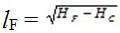 l_F = √(H_F − H_C)